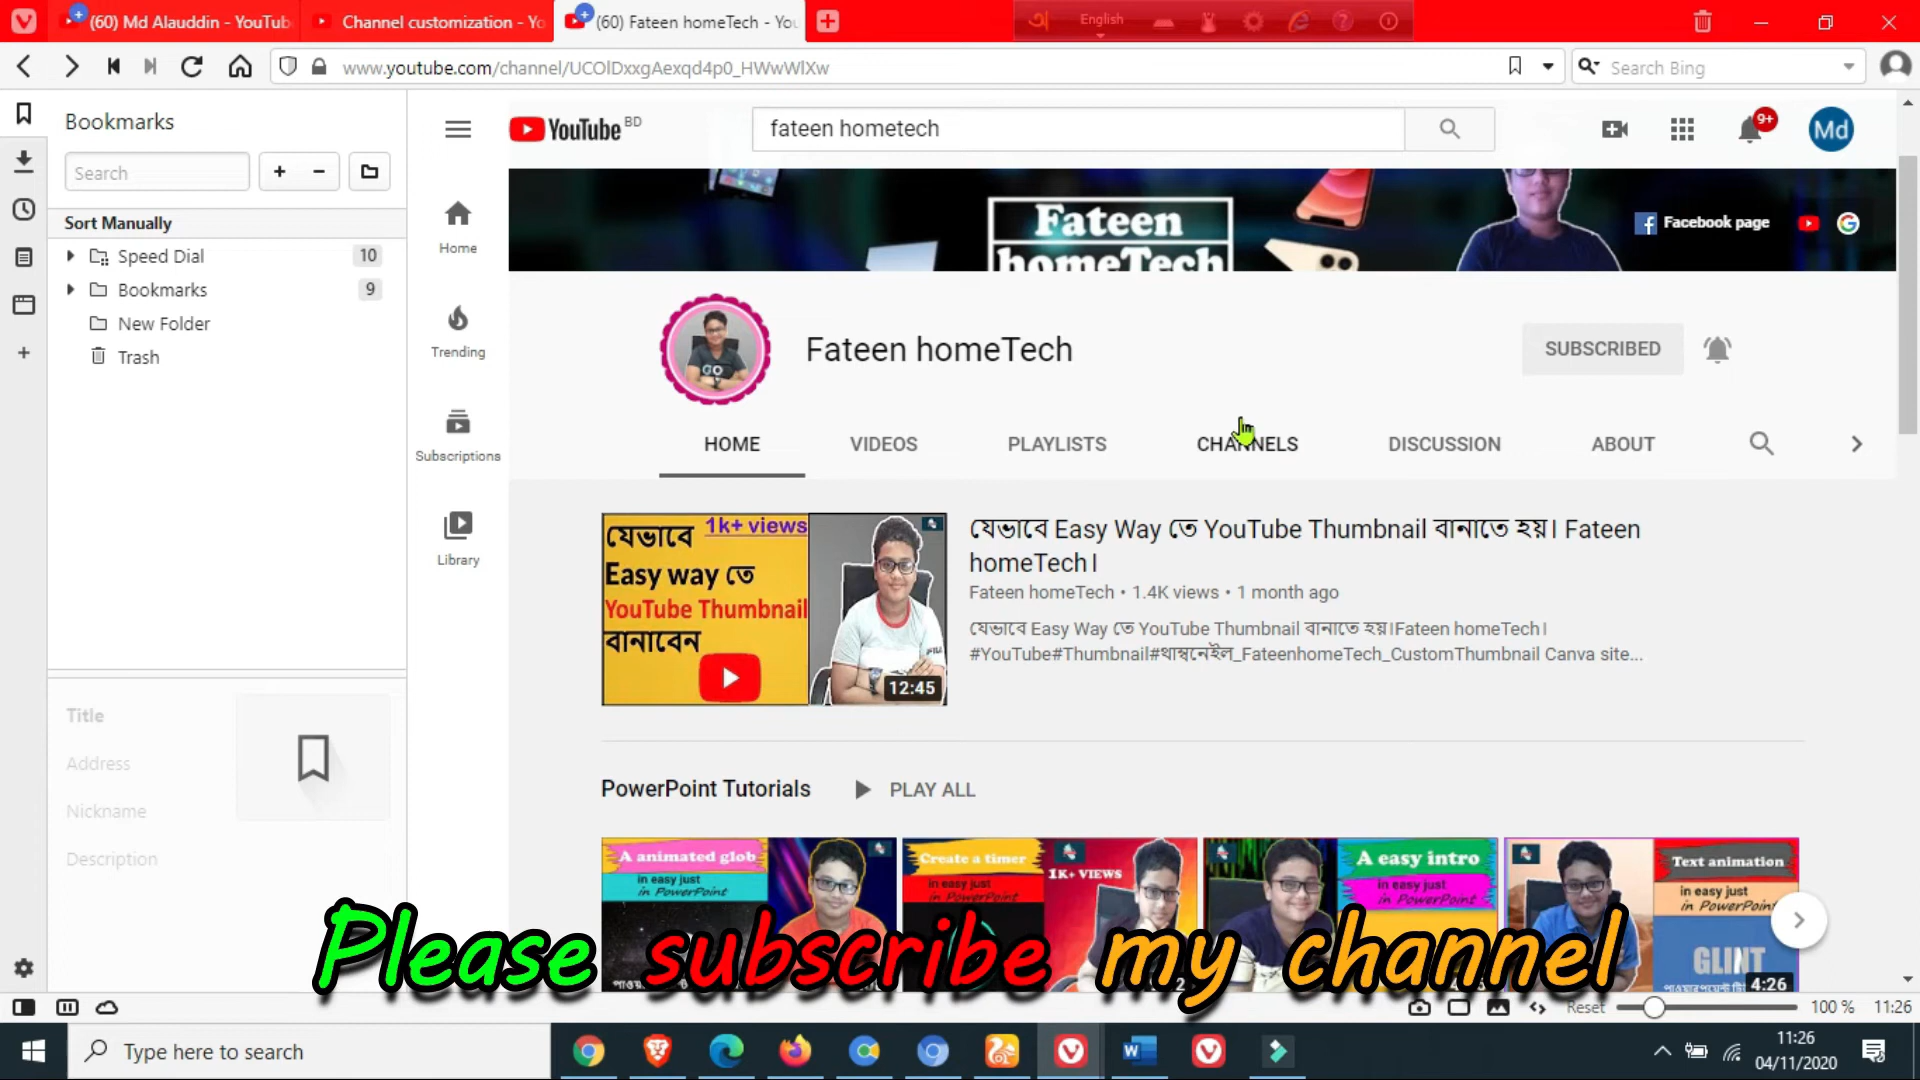 (60) Md Alauddin - YouTub
Channel customization - Yo
(60) Fateen homeTech - You
English
www.youtube.com/channel/UCOlDxxgAexqd4p0_HWwWlXw
Search Bing
Bookmarks
Search
Sort Manually
Speed Dial 10
Bookmarks 9
New Folder
Trash
Title
Address
Nickname
Description
YouTube BD
fateen hometech
9+
Md
Home
Trending
Subscriptions
Library
Fateen
homeTech
Facebook page
Fateen homeTech
SUBSCRIBED
HOME VIDEOS PLAYLISTS CHANNELS DISCUSSION ABOUT
যেভাবে 1k+ views
Easy way তে
YouTube Thumbnail
বানাবেন
12:45
যেভাবে Easy Way তে YouTube Thumbnail বানাতে হয়। Fateen
homeTech।
Fateen homeTech • 1.4K views • 1 month ago
যেভাবে Easy Way তে YouTube Thumbnail বানাতে হয়।Fateen homeTech।
#YouTube#Thumbnail#থাম্বনেইল_FateenhomeTech_CustomThumbnail Canva site...
PowerPoint Tutorials PLAY ALL
A animated glob
in easy just
in PowerPoint
Create a timer
in easy just
in PowerPoint
1K+ VIEWS
A easy intro
in easy just
in PowerPoint
Text animation
in easy just
in PowerPoint
GLINT
4:26
Please subscribe my channel
Reset 100 % 11:26
Type here to search
11:26
04/11/2020